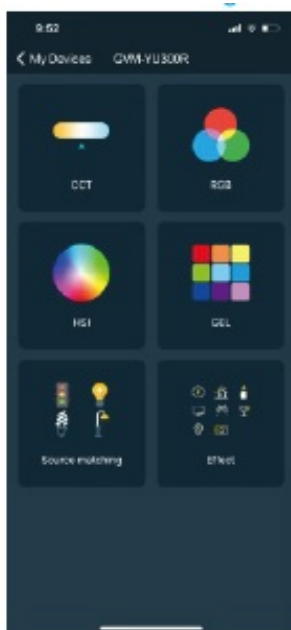 9:52
My Devices GVM-YU300R
CCT RGB
HSI GEL
Source matching Effect